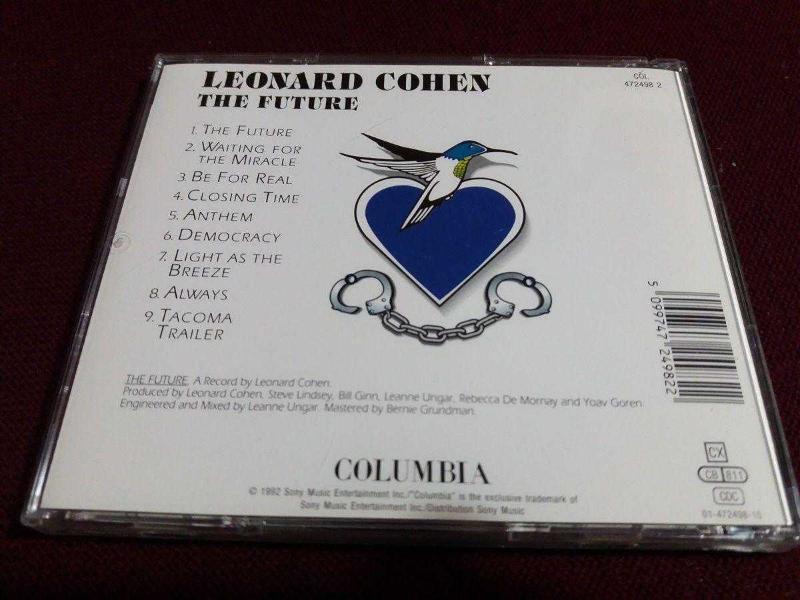 LEONARD COHEN
THE FUTURE
COL
472498 2
1. THE FUTURE
2. WAITING FOR
THE MIRACLE
3. BE FOR REAL
4. CLOSING TIME
5. ANTHEM
6. DEMOCRACY
7. LIGHT AS THE
BREEZE
8. ALWAYS
9. TACOMA
TRAILER
5 099747 249822
THE FUTURE. A Record by Leonard Cohen.
Produced by Leonard Cohen, Steve Lindsey, Bill Ginn, Leanne Ungar, Rebecca De Mornay and Yoav Goren.
Engineered and Mixed by Leanne Ungar. Mastered by Bernie Grundman.
COLUMBIA
© 1992 Sony Music Entertainment Inc./"Columbia" is the exclusive trademark of
Sony Music Entertainment Inc./Distribution Sony Music
CX
CB 811
CDC
01-472498-10